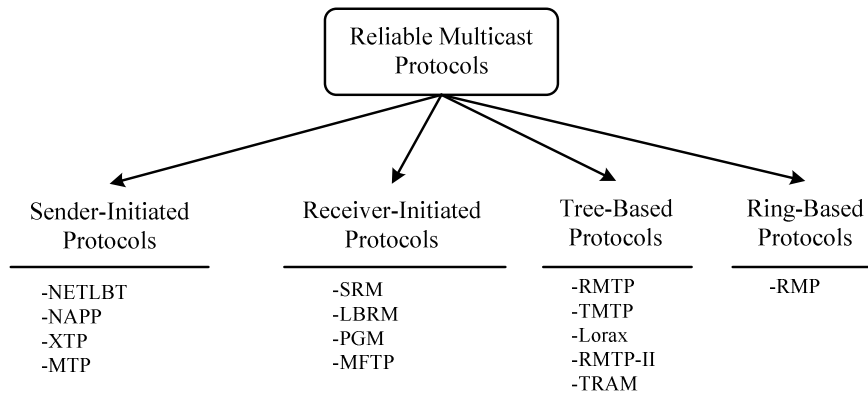 Reliable Multicast
Protocols
Sender-Initiated
Protocols
-NETLBT
-NAPP
-XTP
-MTP
Receiver-Initiated
Protocols
-SRM
-LBRM
-PGM
-MFTP
Tree-Based
Protocols
-RMTP
-TMTP
-Lorax
-RMTP-II
-TRAM
Ring-Based
Protocols
-RMP